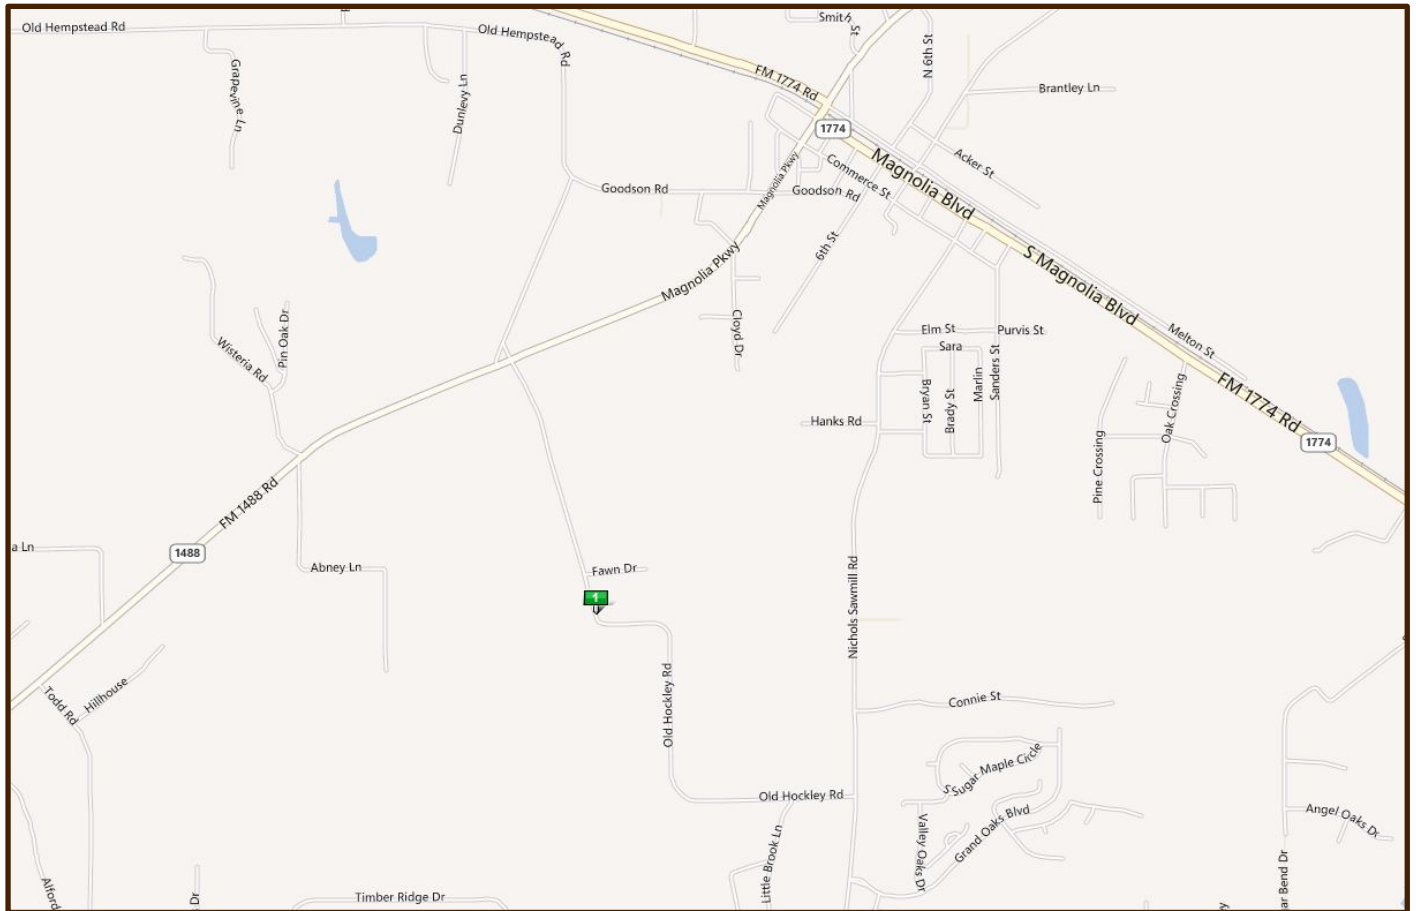 Old Hempstead Rd
Old Hempstead Rd
Smith St
N 6th St
FM 1774 Rd
Grapevine Ln
Dunlevy Ln
Brantley Ln
1774
Magnolia Blvd
Acker St
Commerce St
Magnolia Pkwy
Goodson Rd
Goodson Rd
6th St
Magnolia Pkwy
S Magnolia Blvd
Cloyd Dr
Pin Oak Dr
Wisteria Rd
Elm St
Purvis St
Melton St
Sara
Sanders St
Marlin
Bryan St
Brady St
FM 1774 Rd
Oak Crossing
Hanks Rd
1774
Pine Crossing
FM 1488 Rd
a Ln
1488
Abney Ln
Fawn Dr
1
Nichols Sawmill Rd
Old Hockley Rd
Todd Rd
Hillhouse
Connie St
S
Sugar Maple Circle
Old Hockley Rd
Little Brook Ln
Valley Oaks Dr
Grand Oaks Blvd
Angel Oaks Dr
ar Bend Dr
Alford
Dr
Timber Ridge Dr